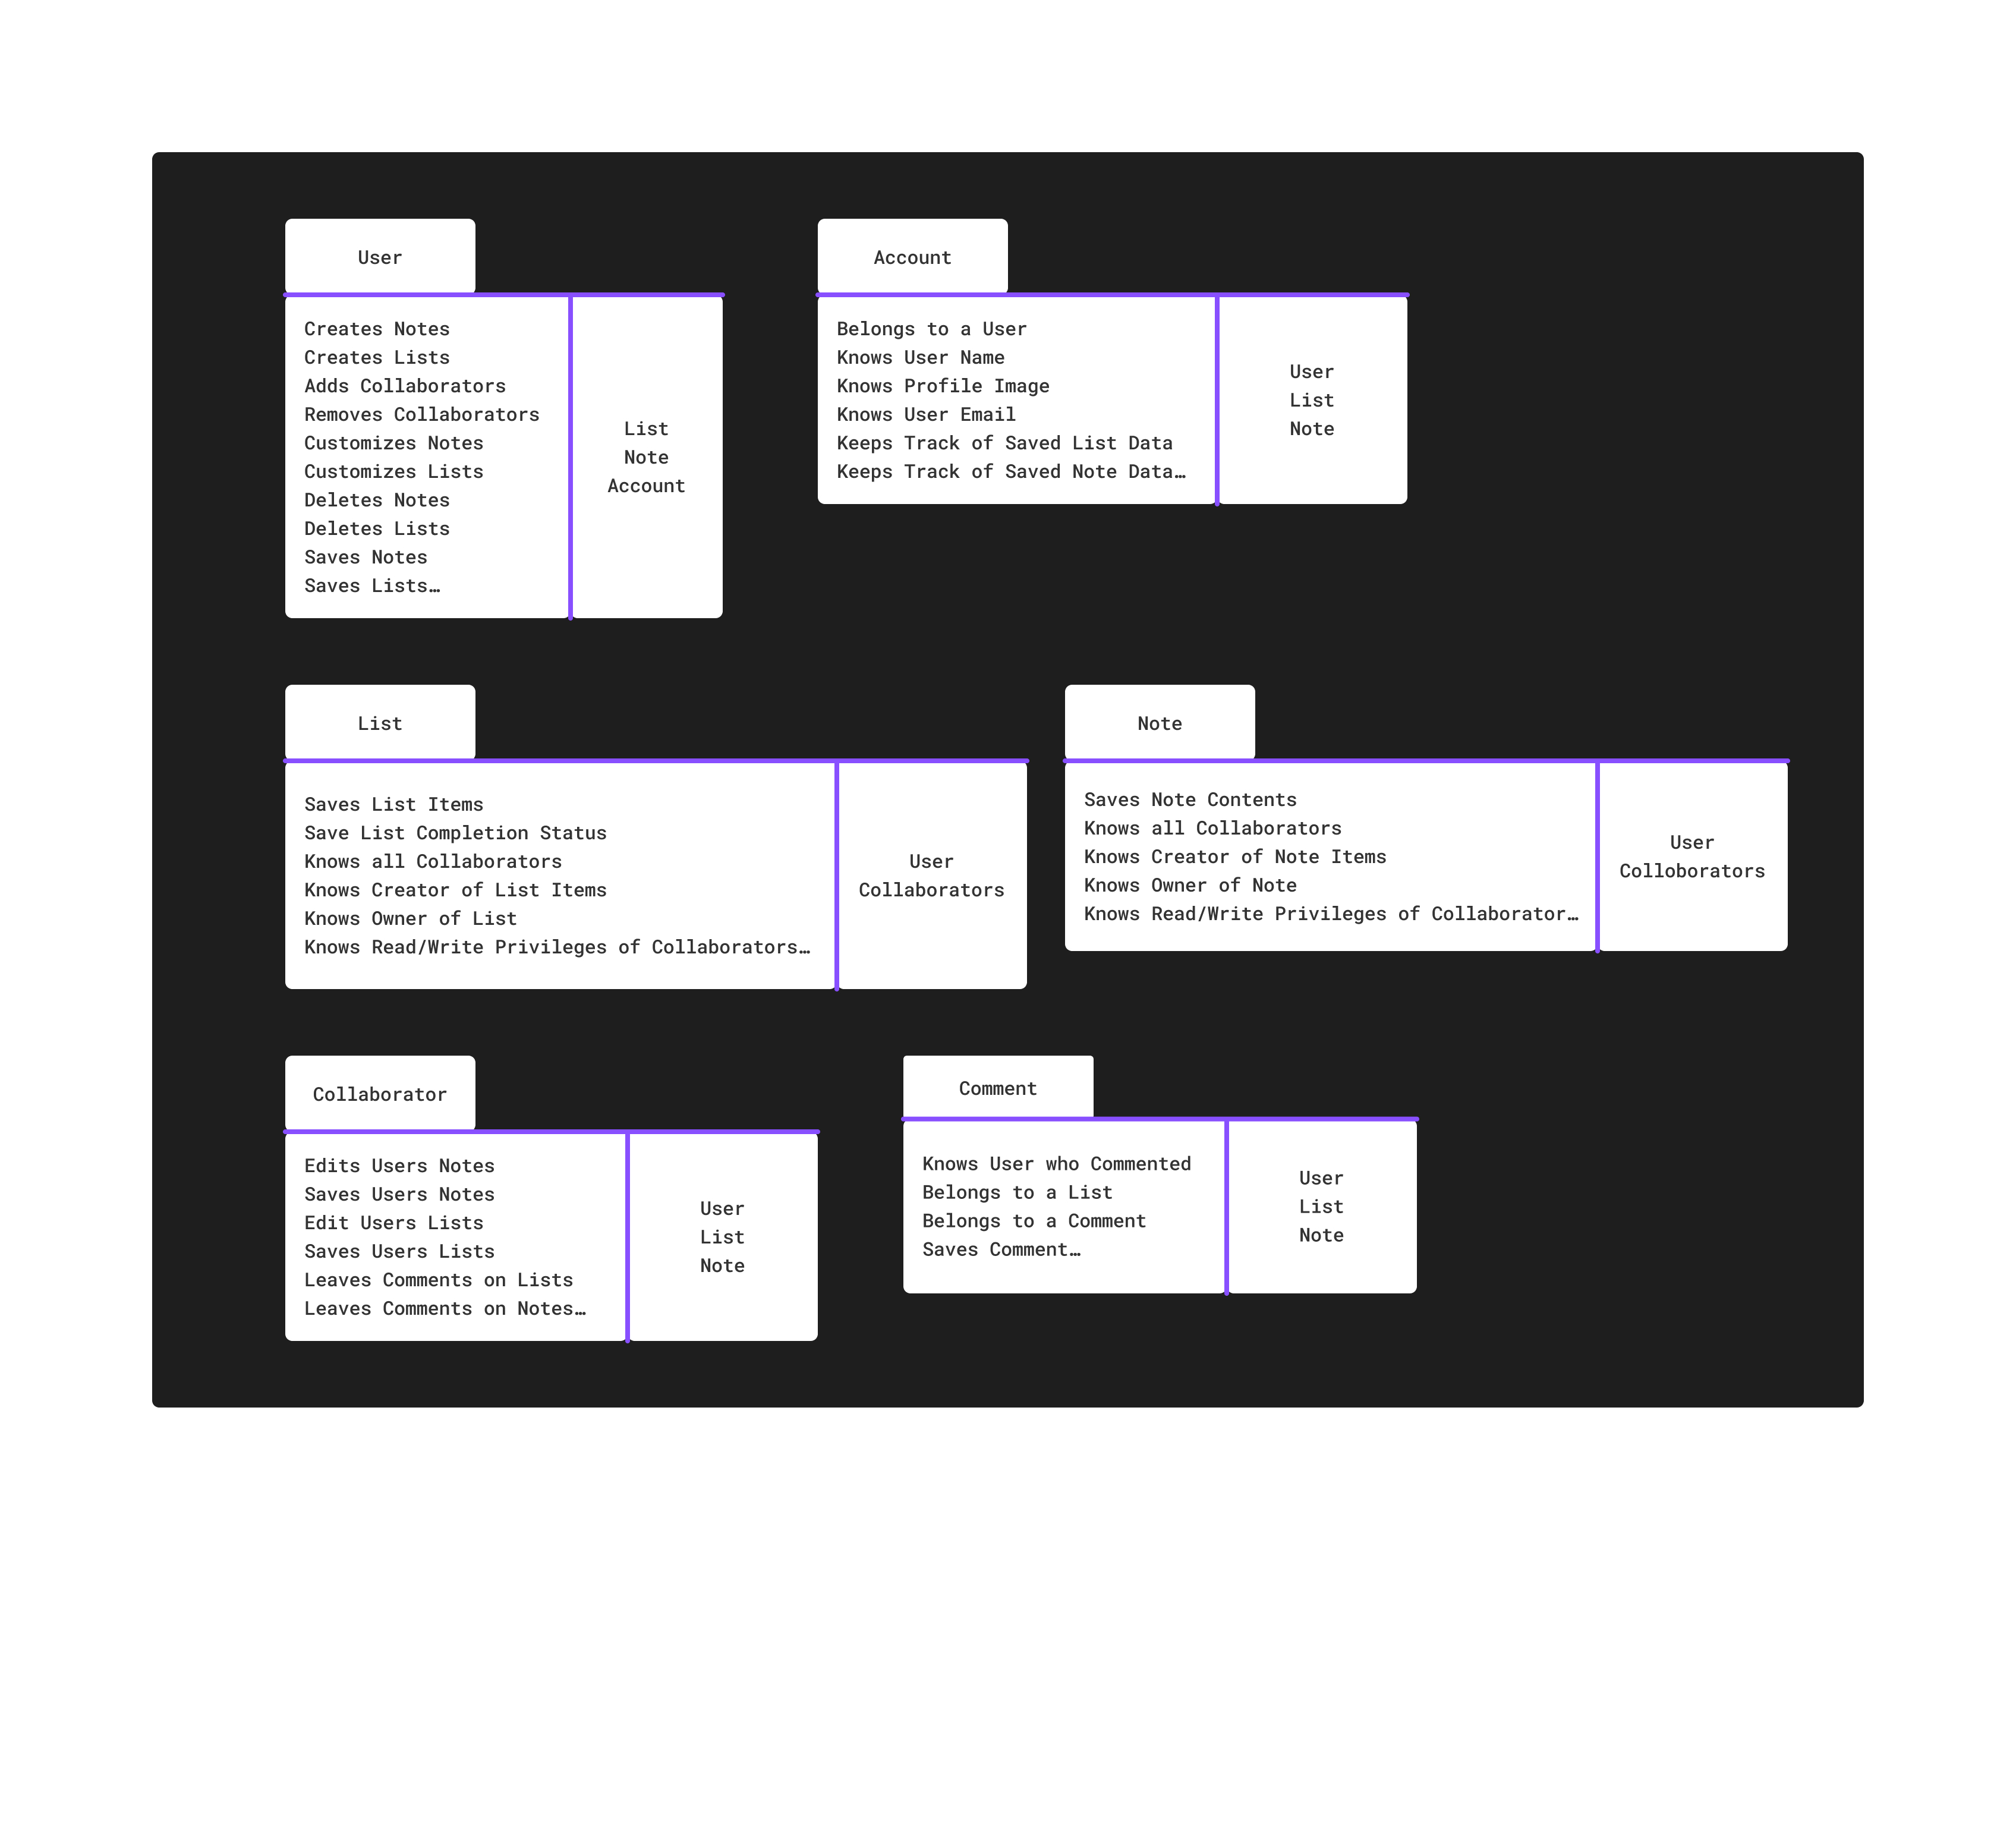 User
Creates Notes
Creates Lists
Adds Collaborators
Removes Collaborators
Customizes Notes
Customizes Lists
Deletes Notes
Deletes Lists
Saves Notes
Saves Lists…
List
Note
Account
Account
Belongs to a User
Knows User Name
Knows Profile Image
Knows User Email
Keeps Track of Saved List Data
Keeps Track of Saved Note Data…
User
List
Note
List
Saves List Items
Save List Completion Status
Knows all Collaborators
Knows Creator of List Items
Knows Owner of List
Knows Read/Write Privileges of Collaborators…
User
Collaborators
Note
Saves Note Contents
Knows all Collaborators
Knows Creator of Note Items
Knows Owner of Note
Knows Read/Write Privileges of Collaborator…
User
Colloborators
Collaborator
Edits Users Notes
Saves Users Notes
Edit Users Lists
Saves Users Lists
Leaves Comments on Lists
Leaves Comments on Notes…
User
List
Note
Comment
Knows User who Commented
Belongs to a List
Belongs to a Comment
Saves Comment…
User
List
Note